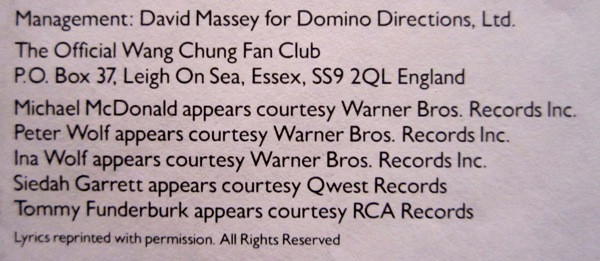 Management: David Massey for Domino Directions, Ltd.
The Official Wang Chung Fan Club
P.O. Box 37, Leigh On Sea, Essex, SS9 2QL England
Michael McDonald appears courtesy Warner Bros. Records Inc.
Peter Wolf appears courtesy Warner Bros. Records Inc.
Ina Wolf appears courtesy Warner Bros. Records Inc.
Siedah Garrett appears courtesy Qwest Records
Tommy Funderburk appears courtesy RCA Records
Lyrics reprinted with permission. All Rights Reserved